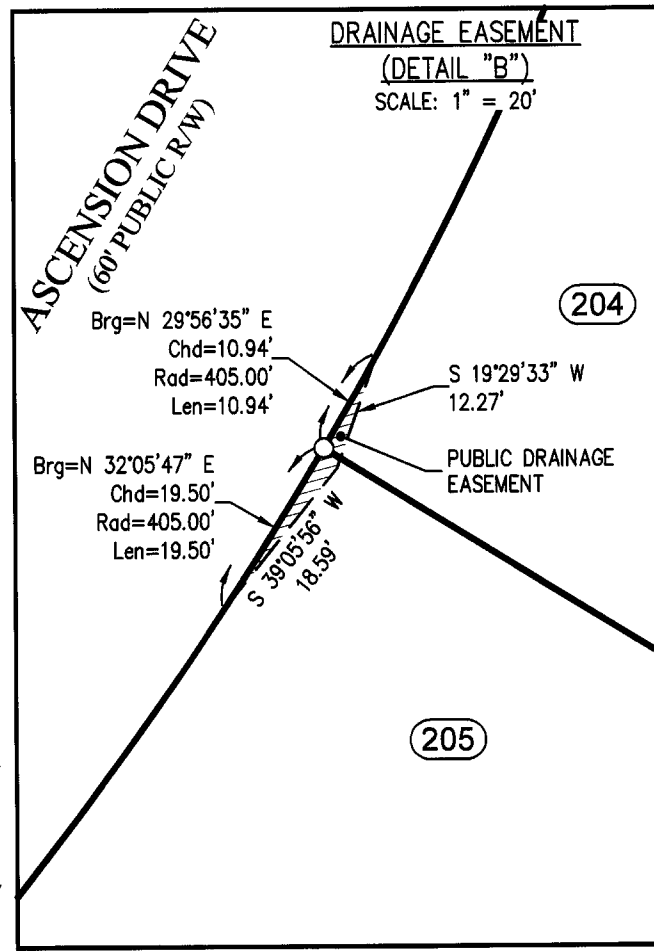 DRAINAGE EASEMENT
(DETAIL "B")
SCALE: 1" = 20'
ASCENSION DRIVE
(60' PUBLIC R/W)
204
Brg=N 29°56'35" E
Chd=10.94'
Rad=405.00'
Len=10.94'
S 19°29'33" W
12.27'
PUBLIC DRAINAGE
EASEMENT
Brg=N 32°05'47" E
Chd=19.50'
Rad=405.00'
Len=19.50'
S 39°05'56" W
18.59'
205